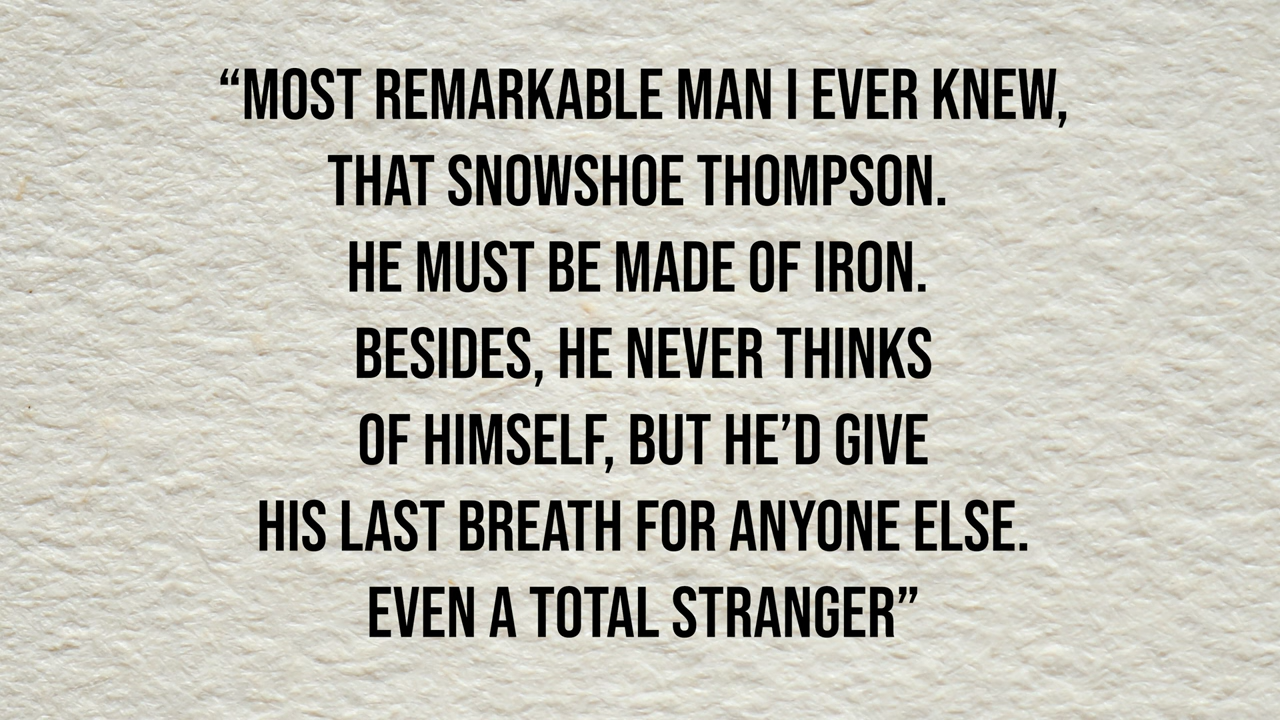 “MOST REMARKABLE MAN I EVER KNEW,
THAT SNOWSHOE THOMPSON.
HE MUST BE MADE OF IRON.
BESIDES, HE NEVER THINKS
OF HIMSELF, BUT HE’D GIVE
HIS LAST BREATH FOR ANYONE ELSE.
EVEN A TOTAL STRANGER”